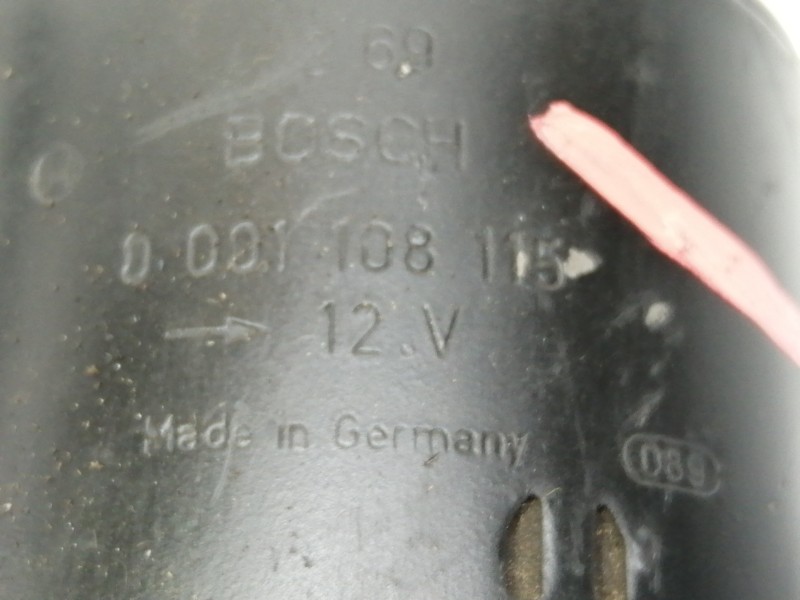 69
BOSCH
0 001 108 115
→ 12 V
Made in Germany
089